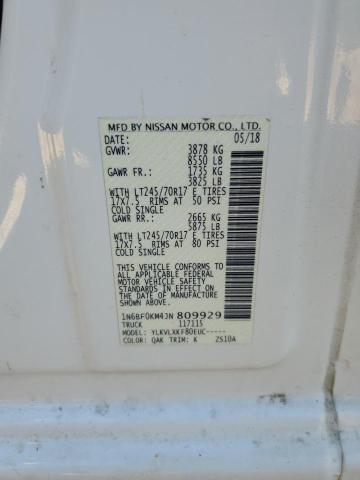 MFD BY NISSAN MOTOR CO., LTD.
DATE: 05/18
GVWR: 3878 KG
8550 LB
GAWR FR.: 1735 KG
3825 LB
WITH LT245/70R17 E TIRES
17X7.5 RIMS AT 50 PSI
COLD SINGLE
GAWR RR.: 2665 KG
5875 LB
WITH LT245/70R17 E TIRES
17X7.5 RIMS AT 80 PSI
COLD SINGLE
THIS VEHICLE CONFORMS TO ALL
APPLICABLE FEDERAL MOTOR
VEHICLE SAFETY STANDARDS IN
EFFECT ON THE DATE OF
MANUFACTURE SHOWN ABOVE.
1N6BF0KM4JN809929
TRUCK 117115
MODEL: YLKVLXKF80EUC-----
COLOR: QAK TRIM: K ZS10A